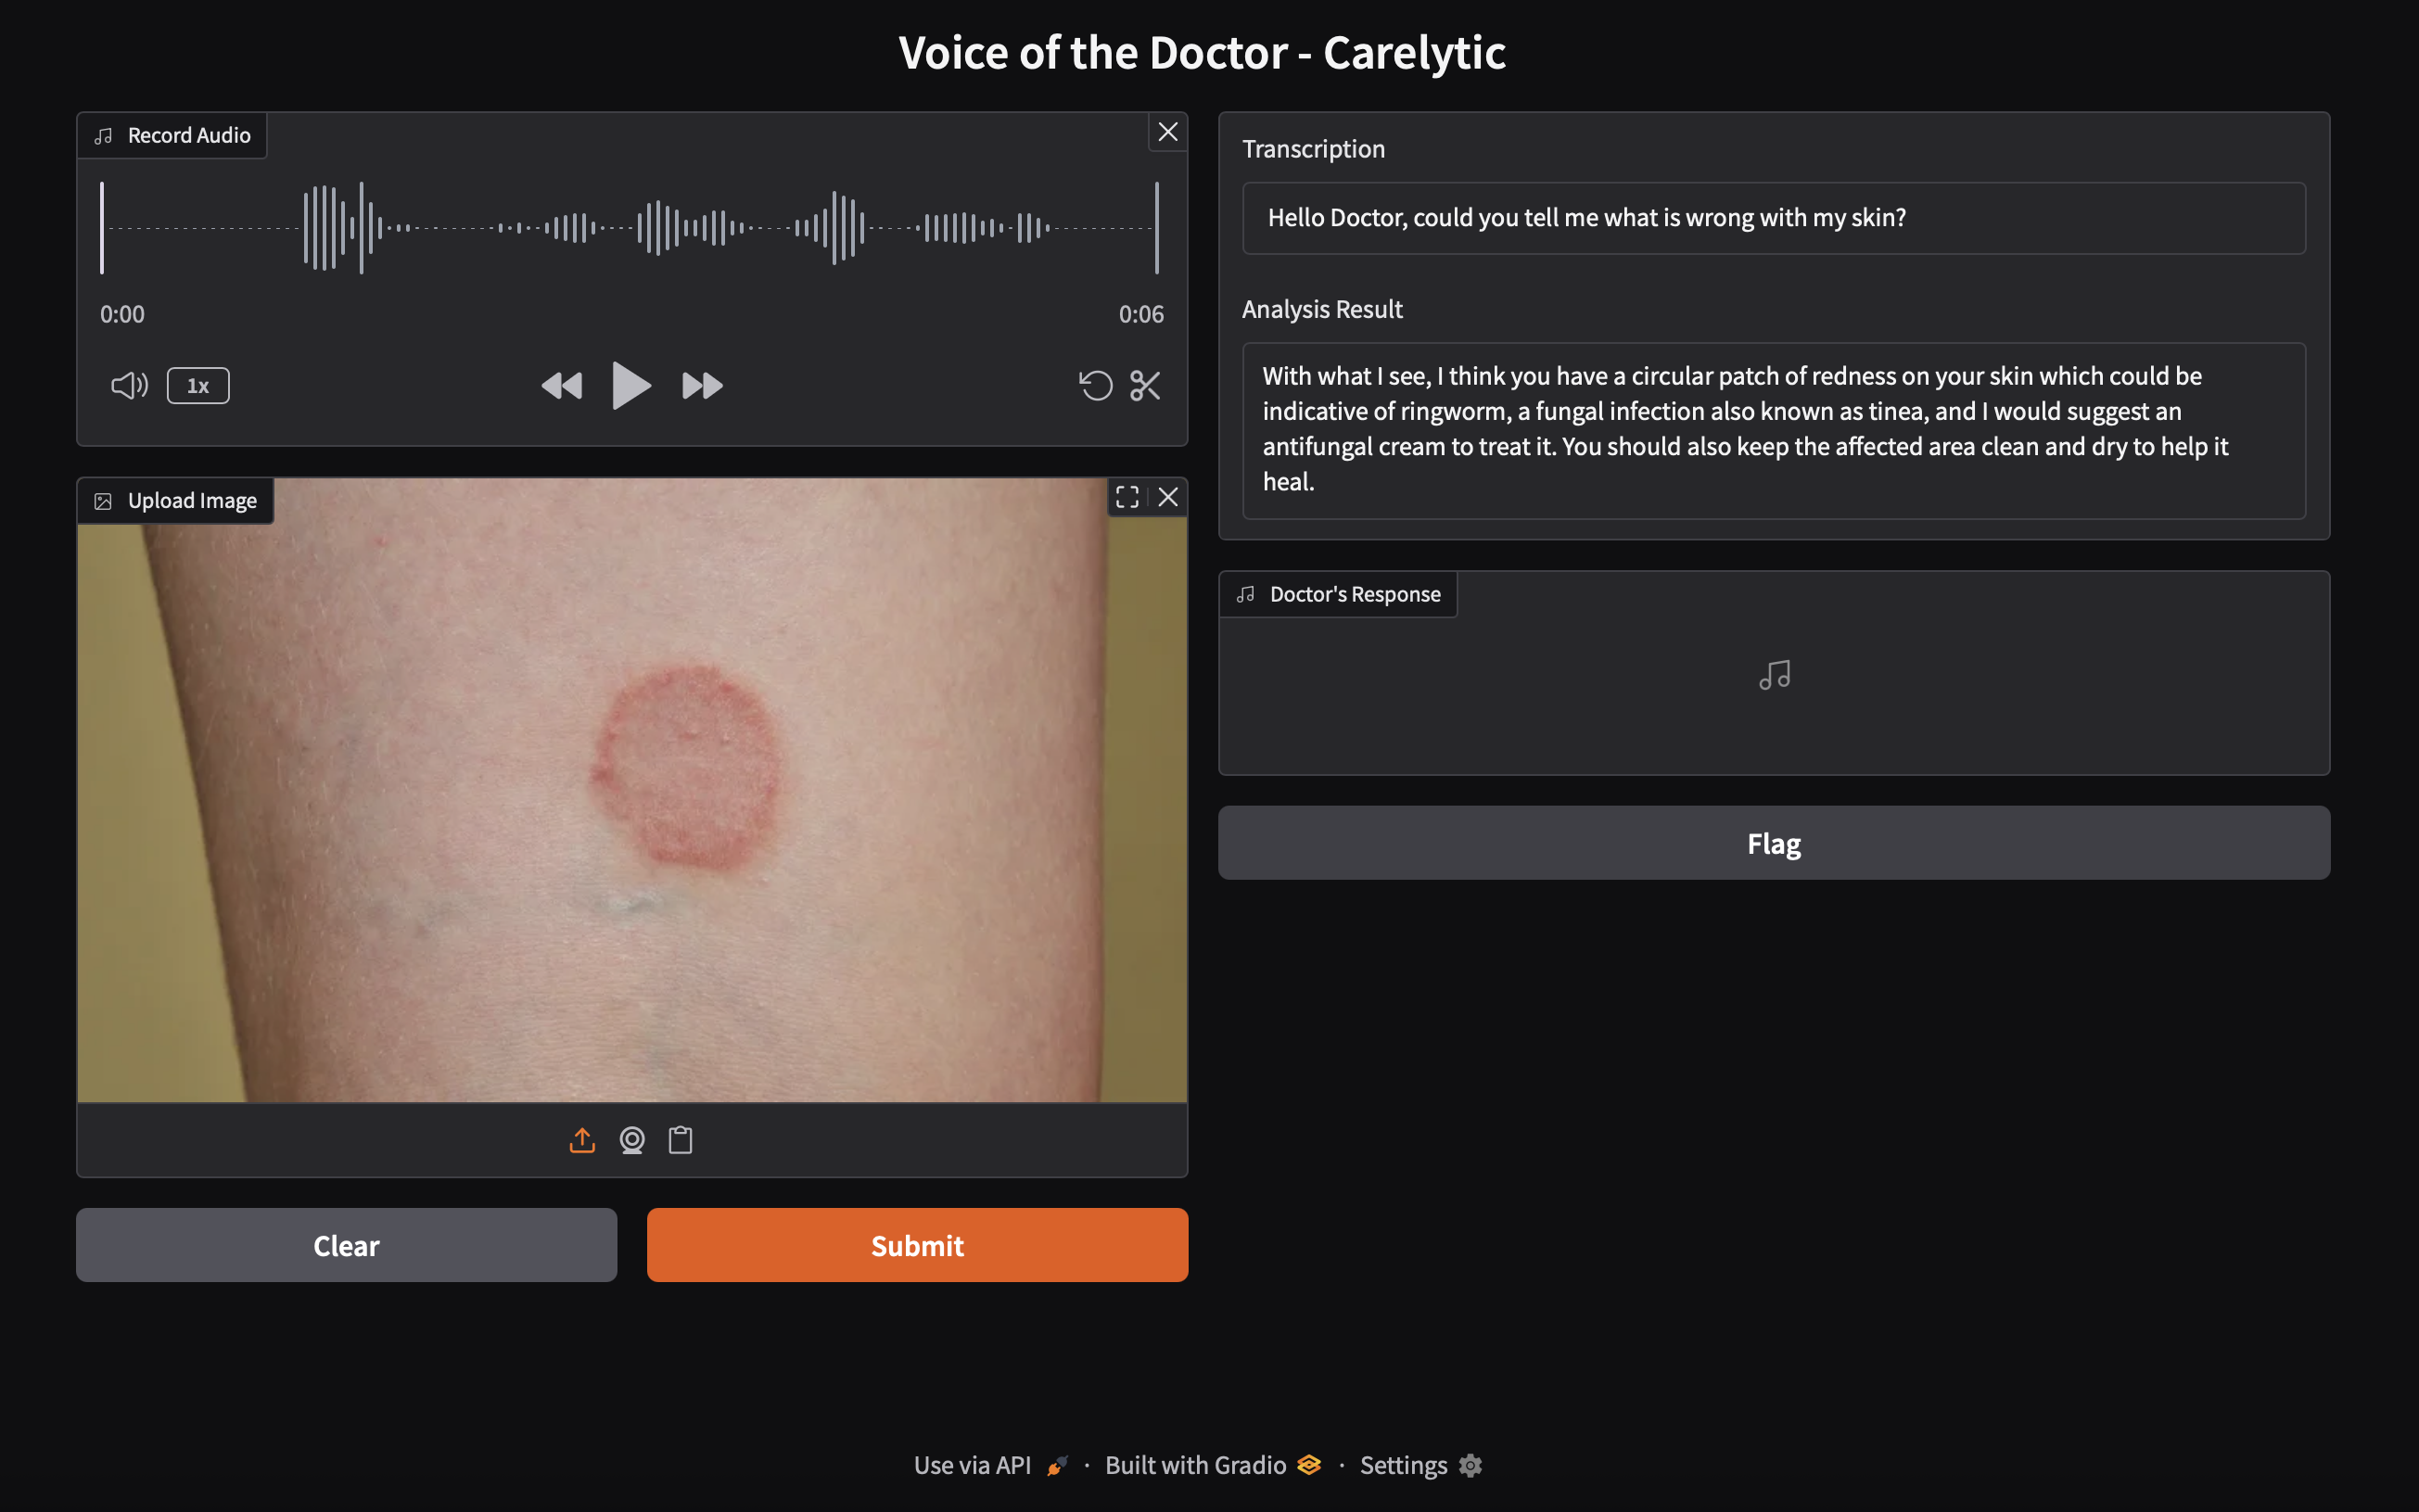 Voice of the Doctor - Carelytic
Record Audio
0:00
0:06
1x
Upload Image
Clear
Submit
Transcription
Hello Doctor, could you tell me what is wrong with my skin?
Analysis Result
With what I see, I think you have a circular patch of redness on your skin which could be
indicative of ringworm, a fungal infection also known as tinea, and I would suggest an
antifungal cream to treat it. You should also keep the affected area clean and dry to help it
heal.
Doctor's Response
Flag
Use via API · Built with Gradio · Settings